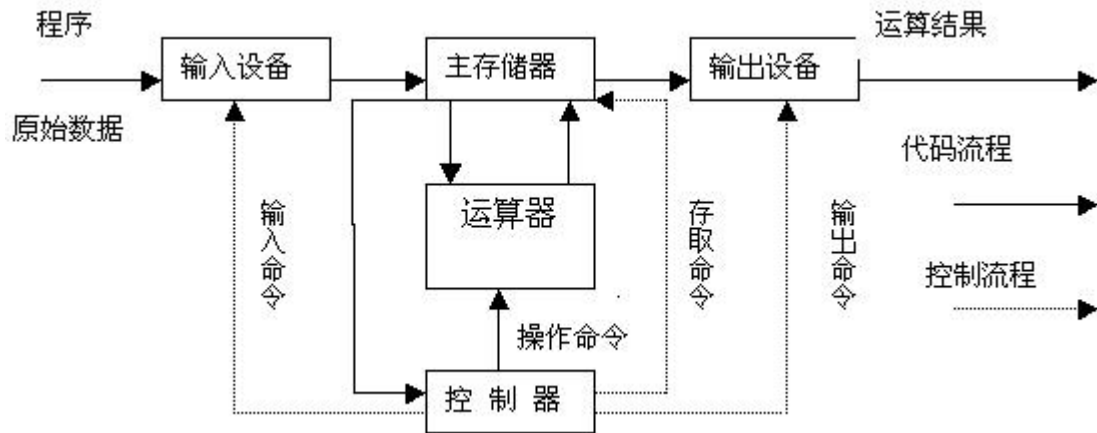 程序
运算结果
输入设备
主存储器
输出设备
原始数据
代码流程
运算器
输入命令
存取命令
输出命令
控制流程
操作命令
控 制 器